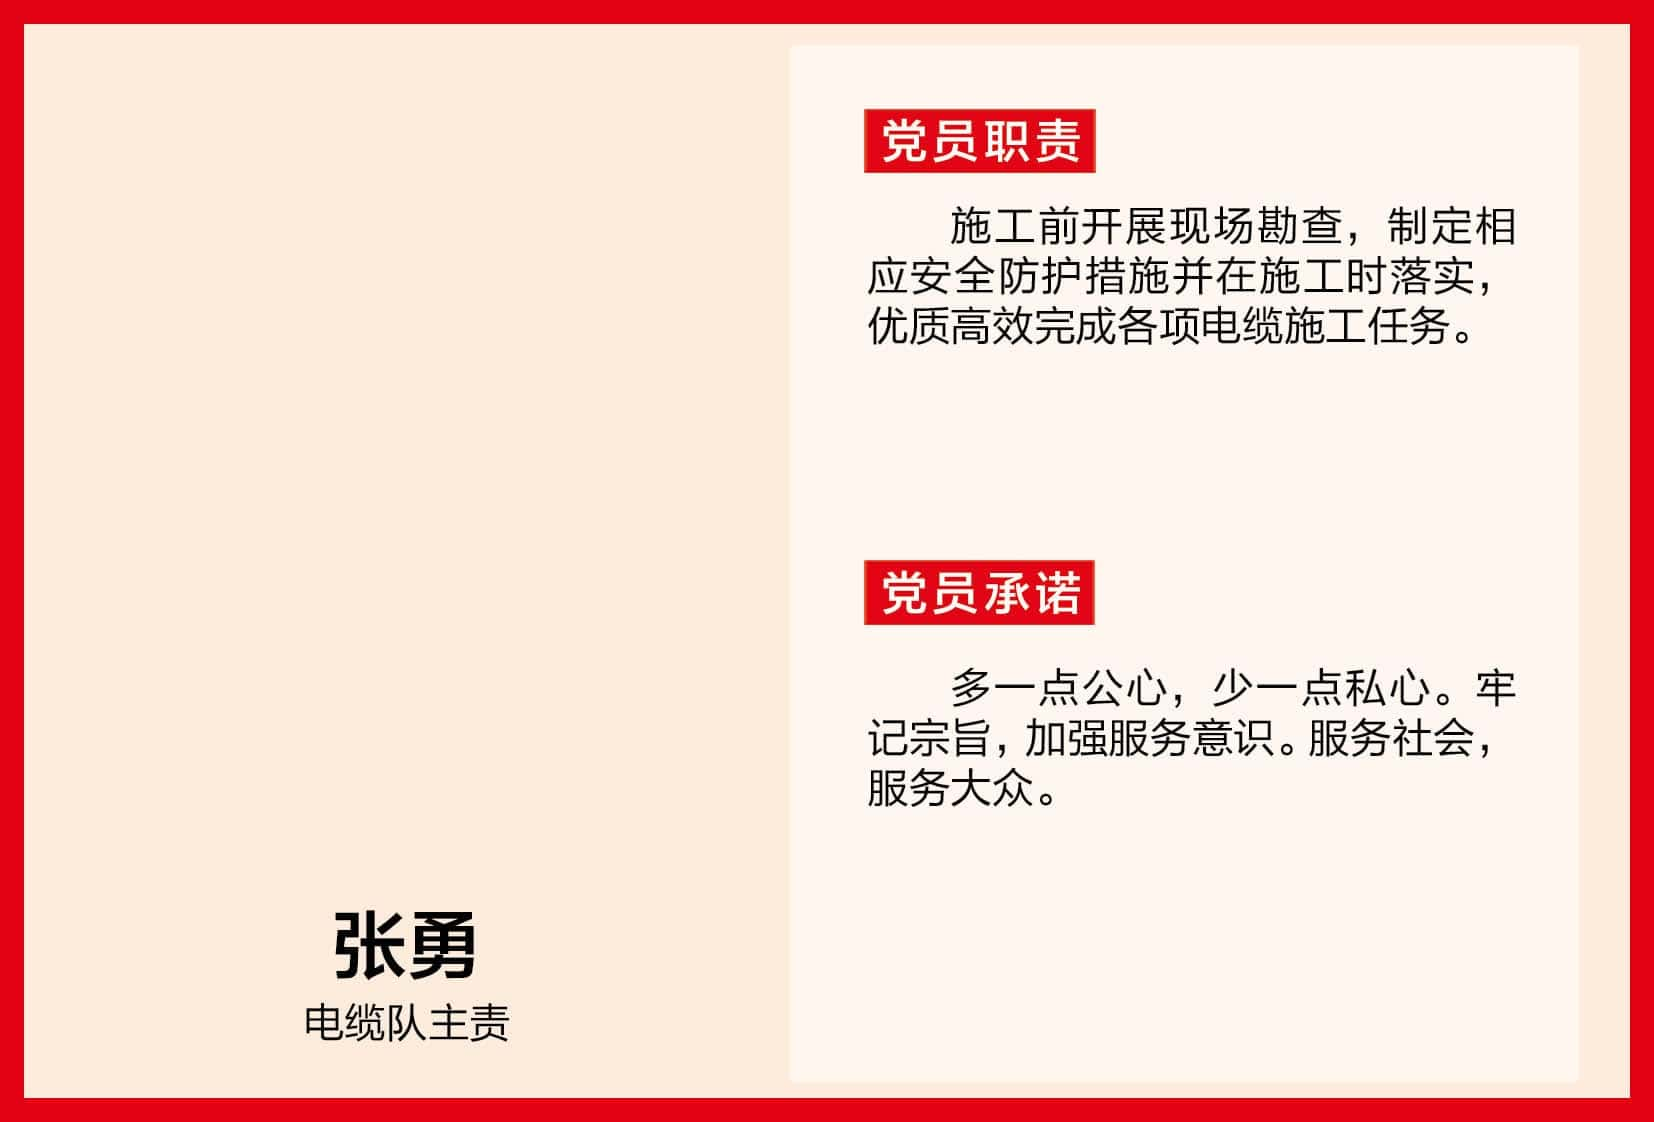 党员职责
施工前开展现场勘查，制定相
应安全防护措施并在施工时落实，
优质高效完成各项电缆施工任务。
党员承诺
多一点公心，少一点私心。牢
记宗旨，加强服务意识。服务社会，
服务大众。
张勇
电缆队主责